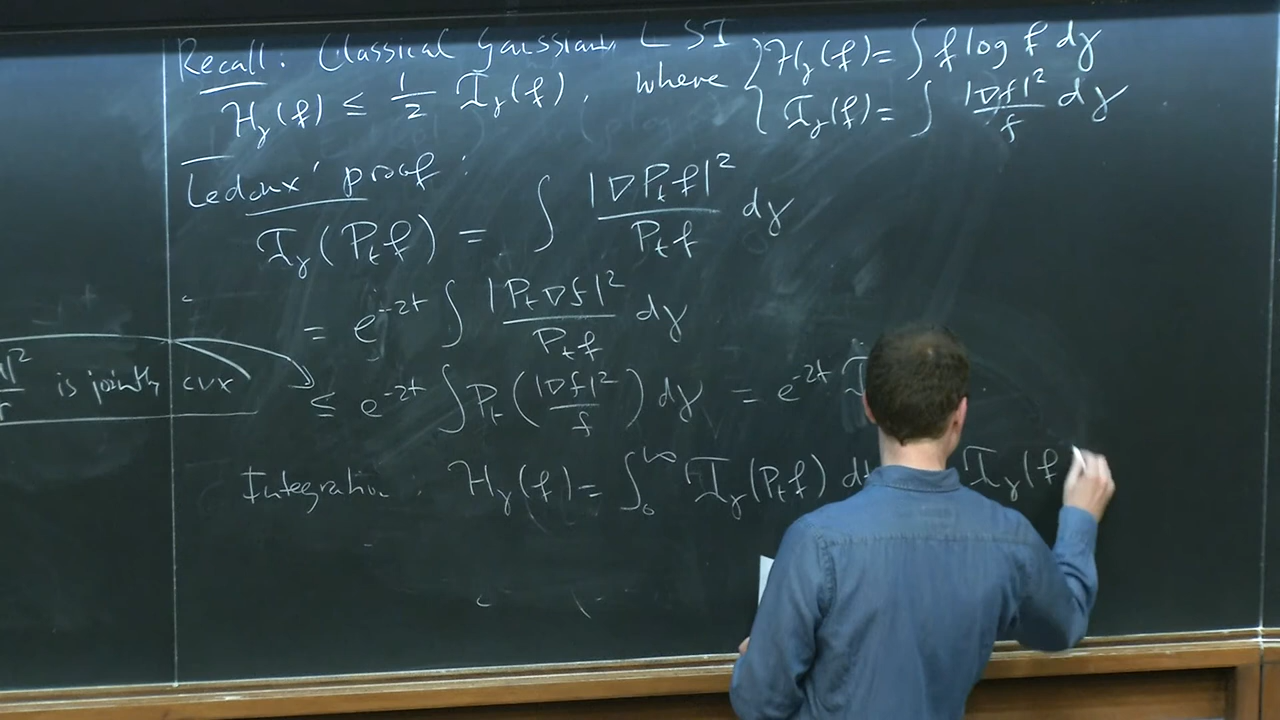 Recall: Classical Gaussian LSI
H_γ(f) ≤ 1/2 I_γ(f), where { H_γ(f) = ∫ f log f dγ
I_γ(f) = ∫ |∇f|²/f dγ
Ledoux' proof:
I_γ(P_t f) = ∫ |∇P_t f|²/P_t f dγ
= e^{-2t} ∫ |P_t ∇f|²/P_t f dγ
is jointly cvx
≤ e^{-2t} ∫ P_t (|∇f|²/f) dγ = e^{-2t} I
Integration: H_γ(f) = ∫_0^∞ I_γ(P_t f) dt I_γ(f